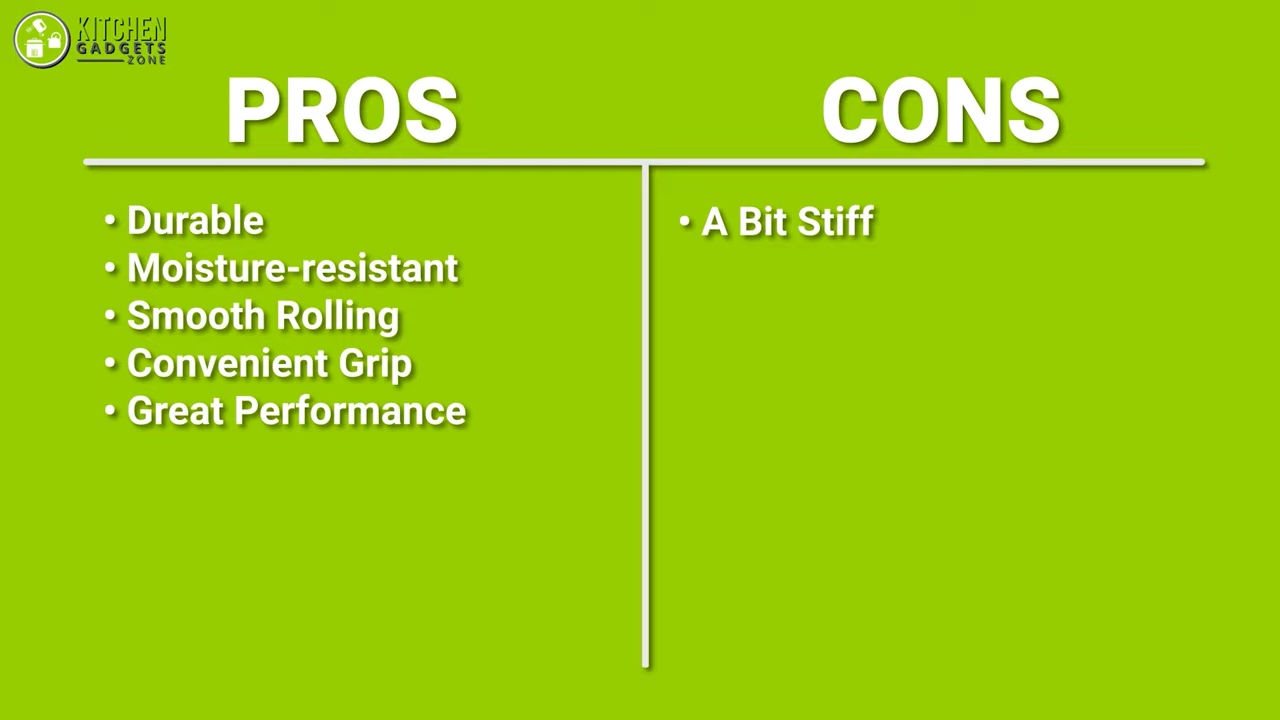 KITCHEN
GADGETS
ZONE
PROS
CONS
• Durable
• Moisture-resistant
• Smooth Rolling
• Convenient Grip
• Great Performance
• A Bit Stiff